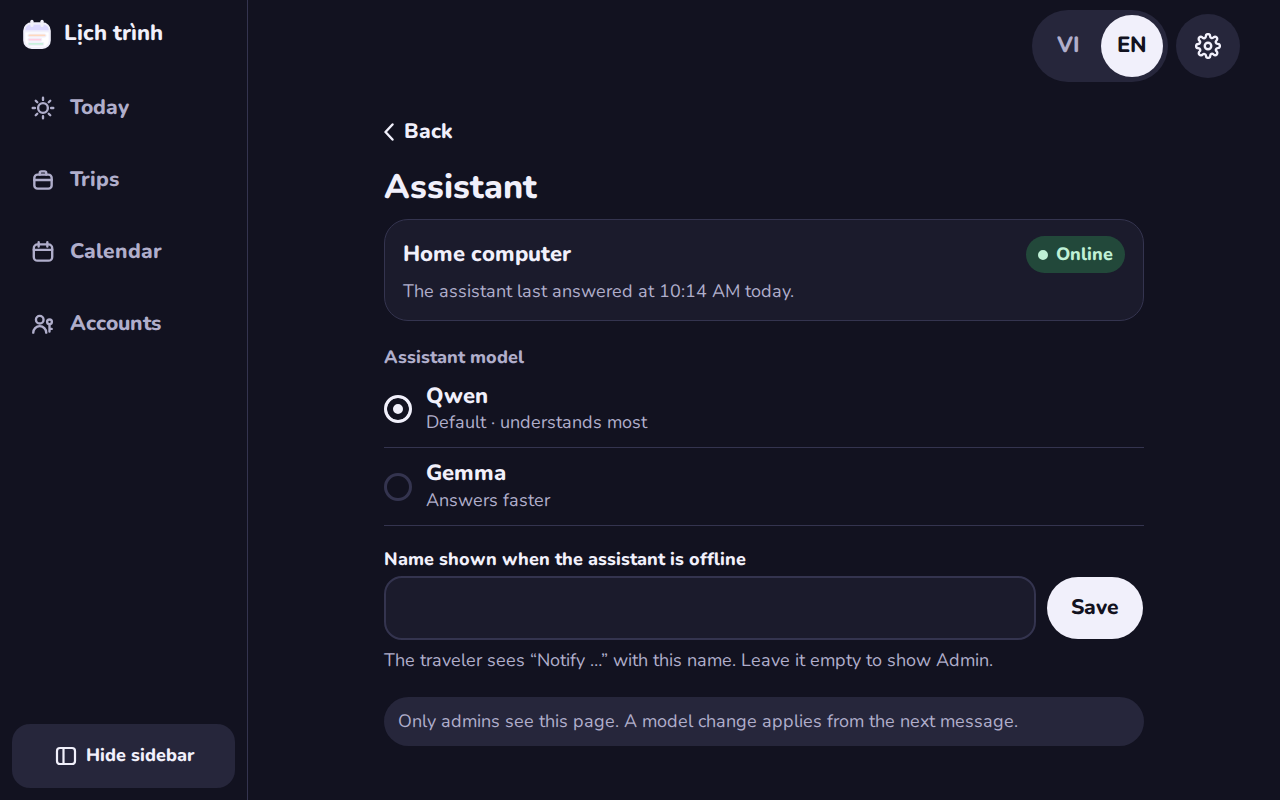 Lịch trình
VI
EN
Today
Trips
Calendar
Accounts
Back
Assistant
Home computer
Online
The assistant last answered at 10:14 AM today.
Assistant model
Qwen
Default · understands most
Gemma
Answers faster
Name shown when the assistant is offline
Save
The traveler sees “Notify …” with this name. Leave it empty to show Admin.
Only admins see this page. A model change applies from the next message.
Hide sidebar